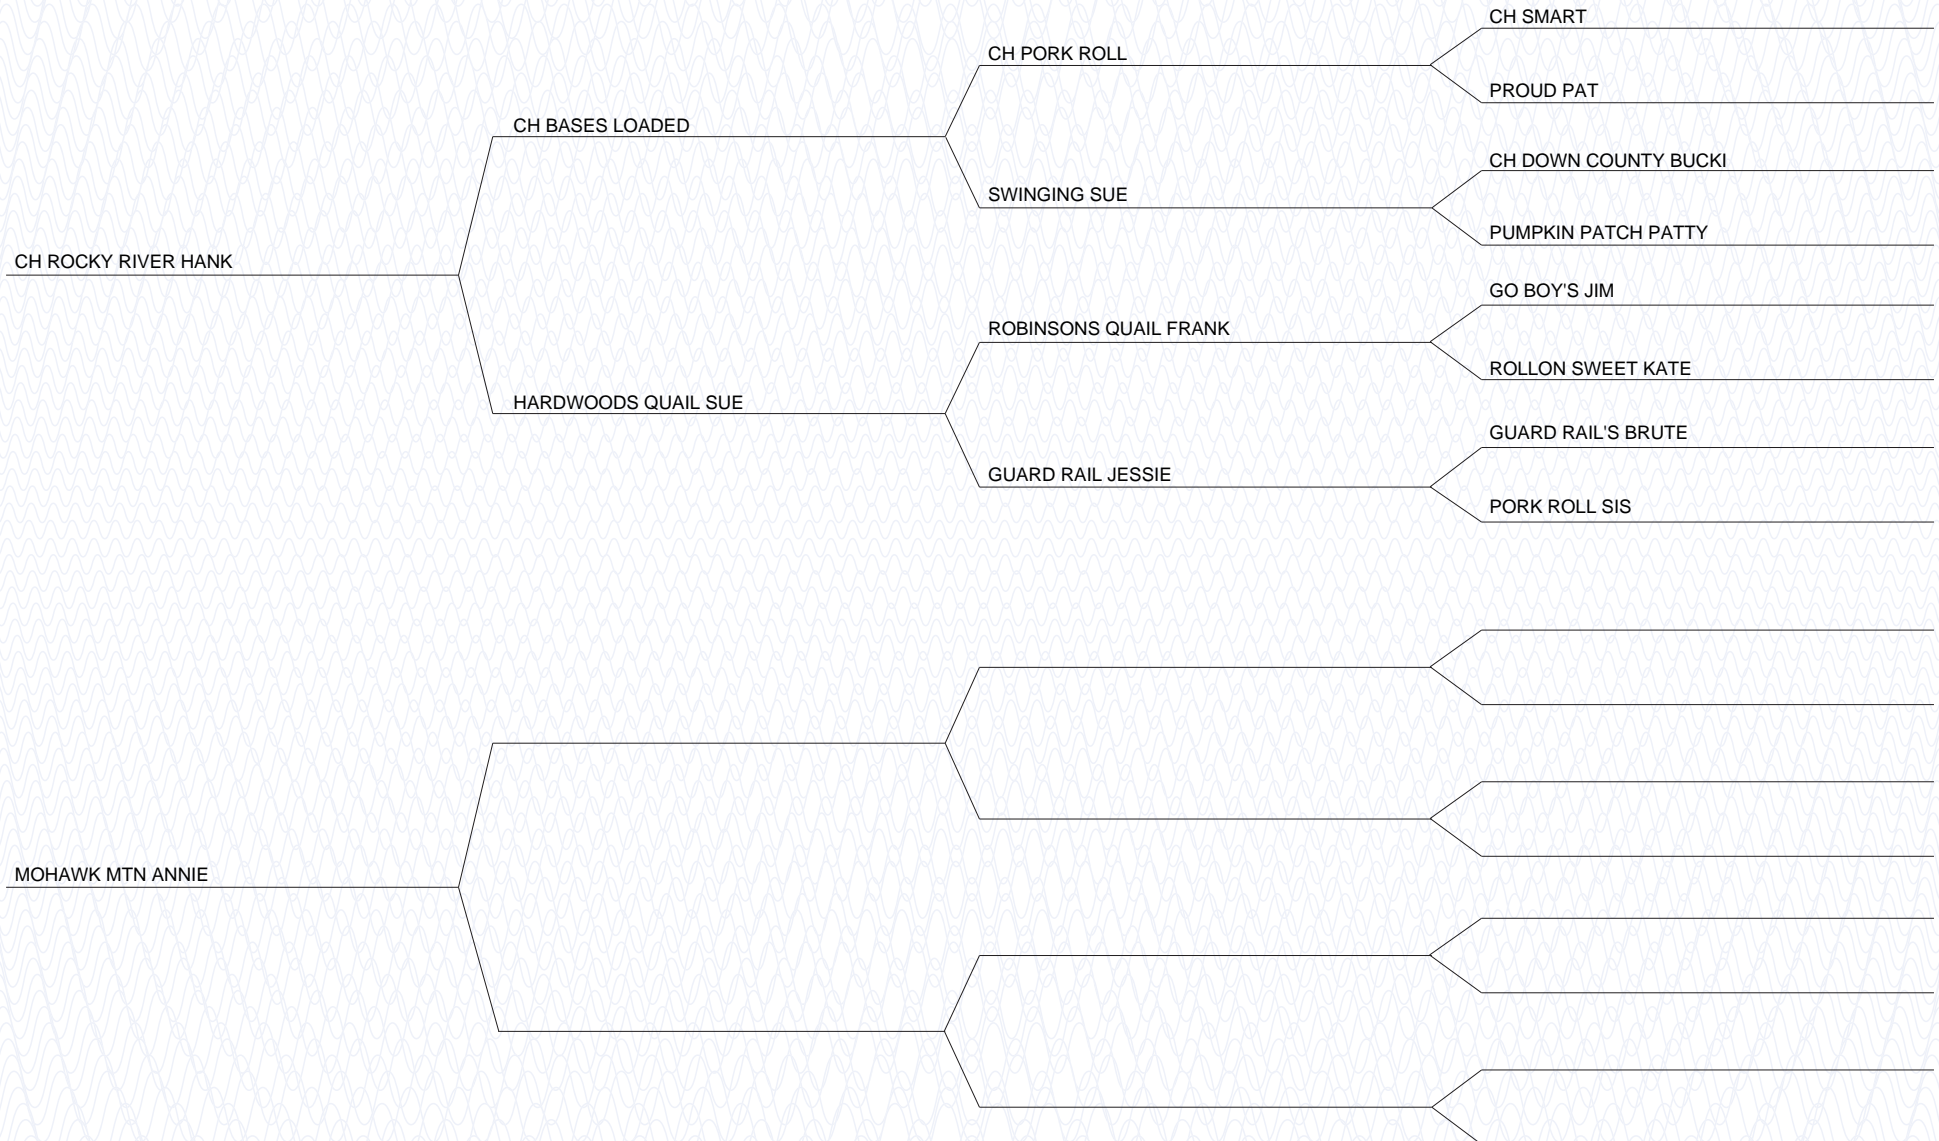 CH SMART
CH PORK ROLL
PROUD PAT
CH BASES LOADED
CH DOWN COUNTY BUCKI
SWINGING SUE
PUMPKIN PATCH PATTY
CH ROCKY RIVER HANK
GO BOY'S JIM
ROBINSONS QUAIL FRANK
ROLLON SWEET KATE
HARDWOODS QUAIL SUE
GUARD RAIL'S BRUTE
GUARD RAIL JESSIE
PORK ROLL SIS
MOHAWK MTN ANNIE